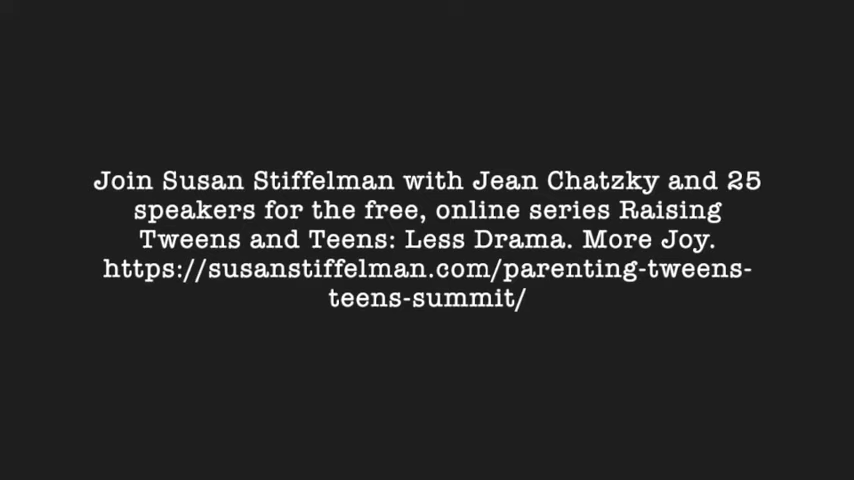 Join Susan Stiffelman with Jean Chatzky and 25
speakers for the free, online series Raising
Tweens and Teens: Less Drama. More Joy.
https://susanstiffelman.com/parenting-tweens-
teens-summit/